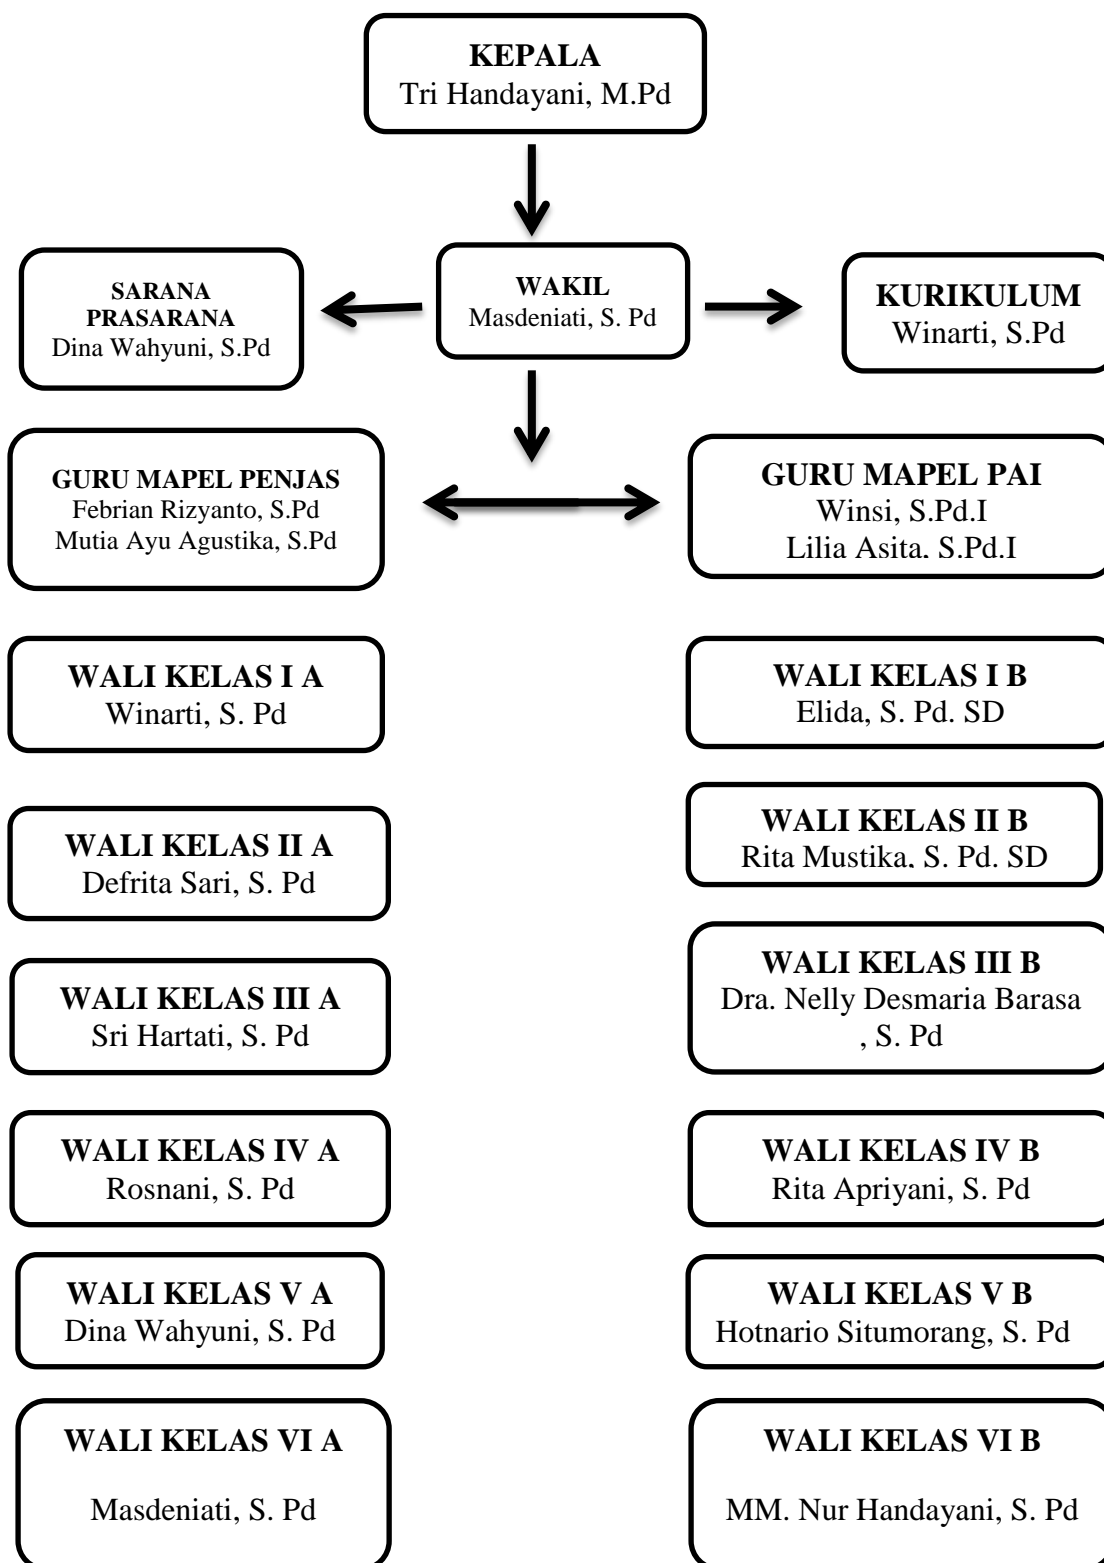 KEPALA
Tri Handayani, M.Pd
SARANA
PRASARANA
Dina Wahyuni, S.Pd
WAKIL
Masdeniati, S. Pd
KURIKULUM
Winarti, S.Pd
GURU MAPEL PENJAS
Febrian Rizyanto, S.Pd
Mutia Ayu Agustika, S.Pd
GURU MAPEL PAI
Winsi, S.Pd.I
Lilia Asita, S.Pd.I
WALI KELAS I A
Winarti, S. Pd
WALI KELAS I B
Elida, S. Pd. SD
WALI KELAS II A
Defrita Sari, S. Pd
WALI KELAS II B
Rita Mustika, S. Pd. SD
WALI KELAS III A
Sri Hartati, S. Pd
WALI KELAS III B
Dra. Nelly Desmaria Barasa
, S. Pd
WALI KELAS IV A
Rosnani, S. Pd
WALI KELAS IV B
Rita Apriyani, S. Pd
WALI KELAS V A
Dina Wahyuni, S. Pd
WALI KELAS V B
Hotnario Situmorang, S. Pd
WALI KELAS VI A
Masdeniati, S. Pd
WALI KELAS VI B
MM. Nur Handayani, S. Pd